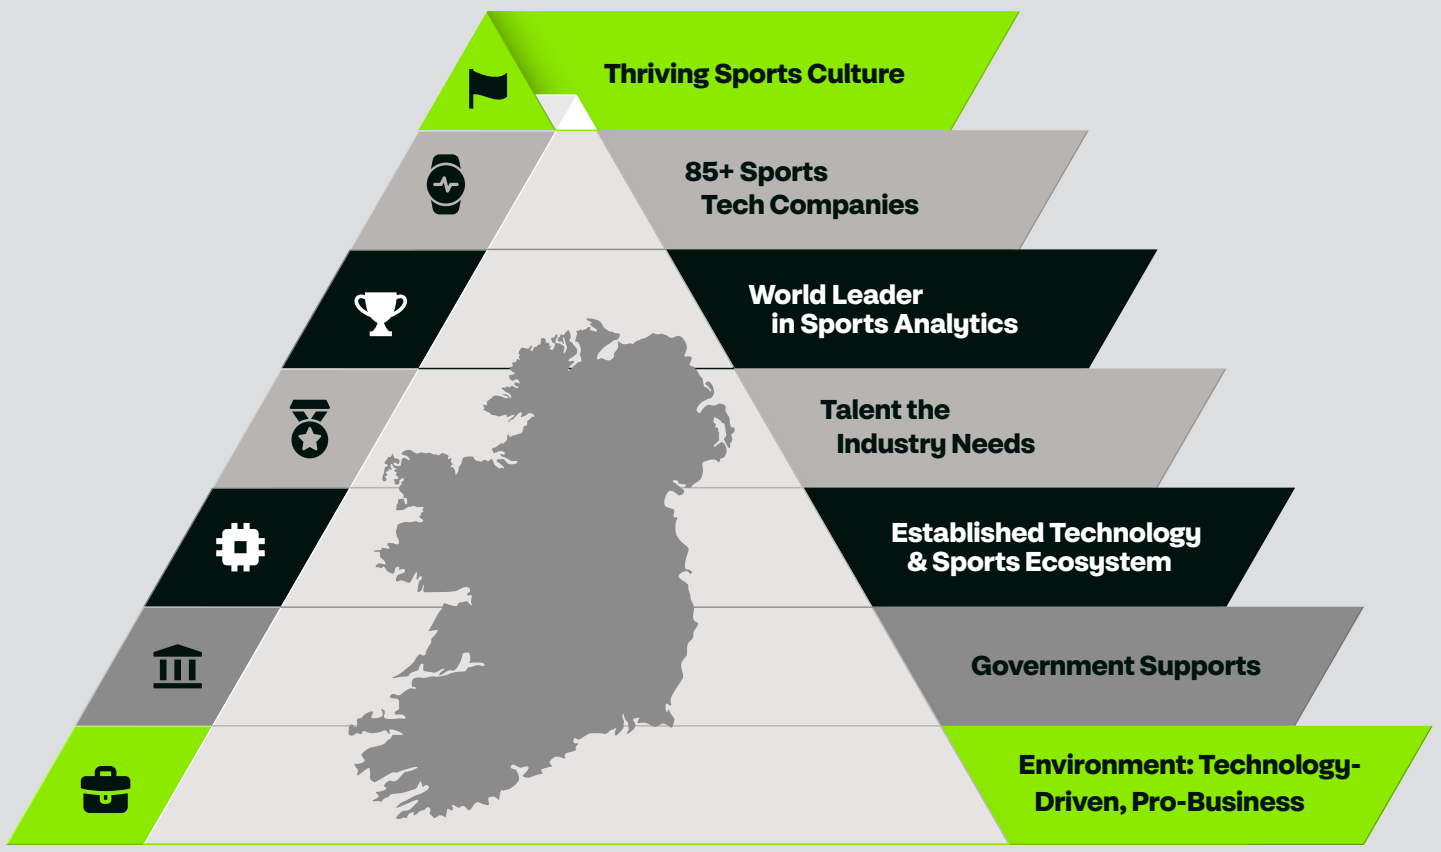 Thriving Sports Culture
85+ Sports
Tech Companies
World Leader
in Sports Analytics
Talent the
Industry Needs
Established Technology
& Sports Ecosystem
Government Supports
Environment: Technology-
Driven, Pro-Business